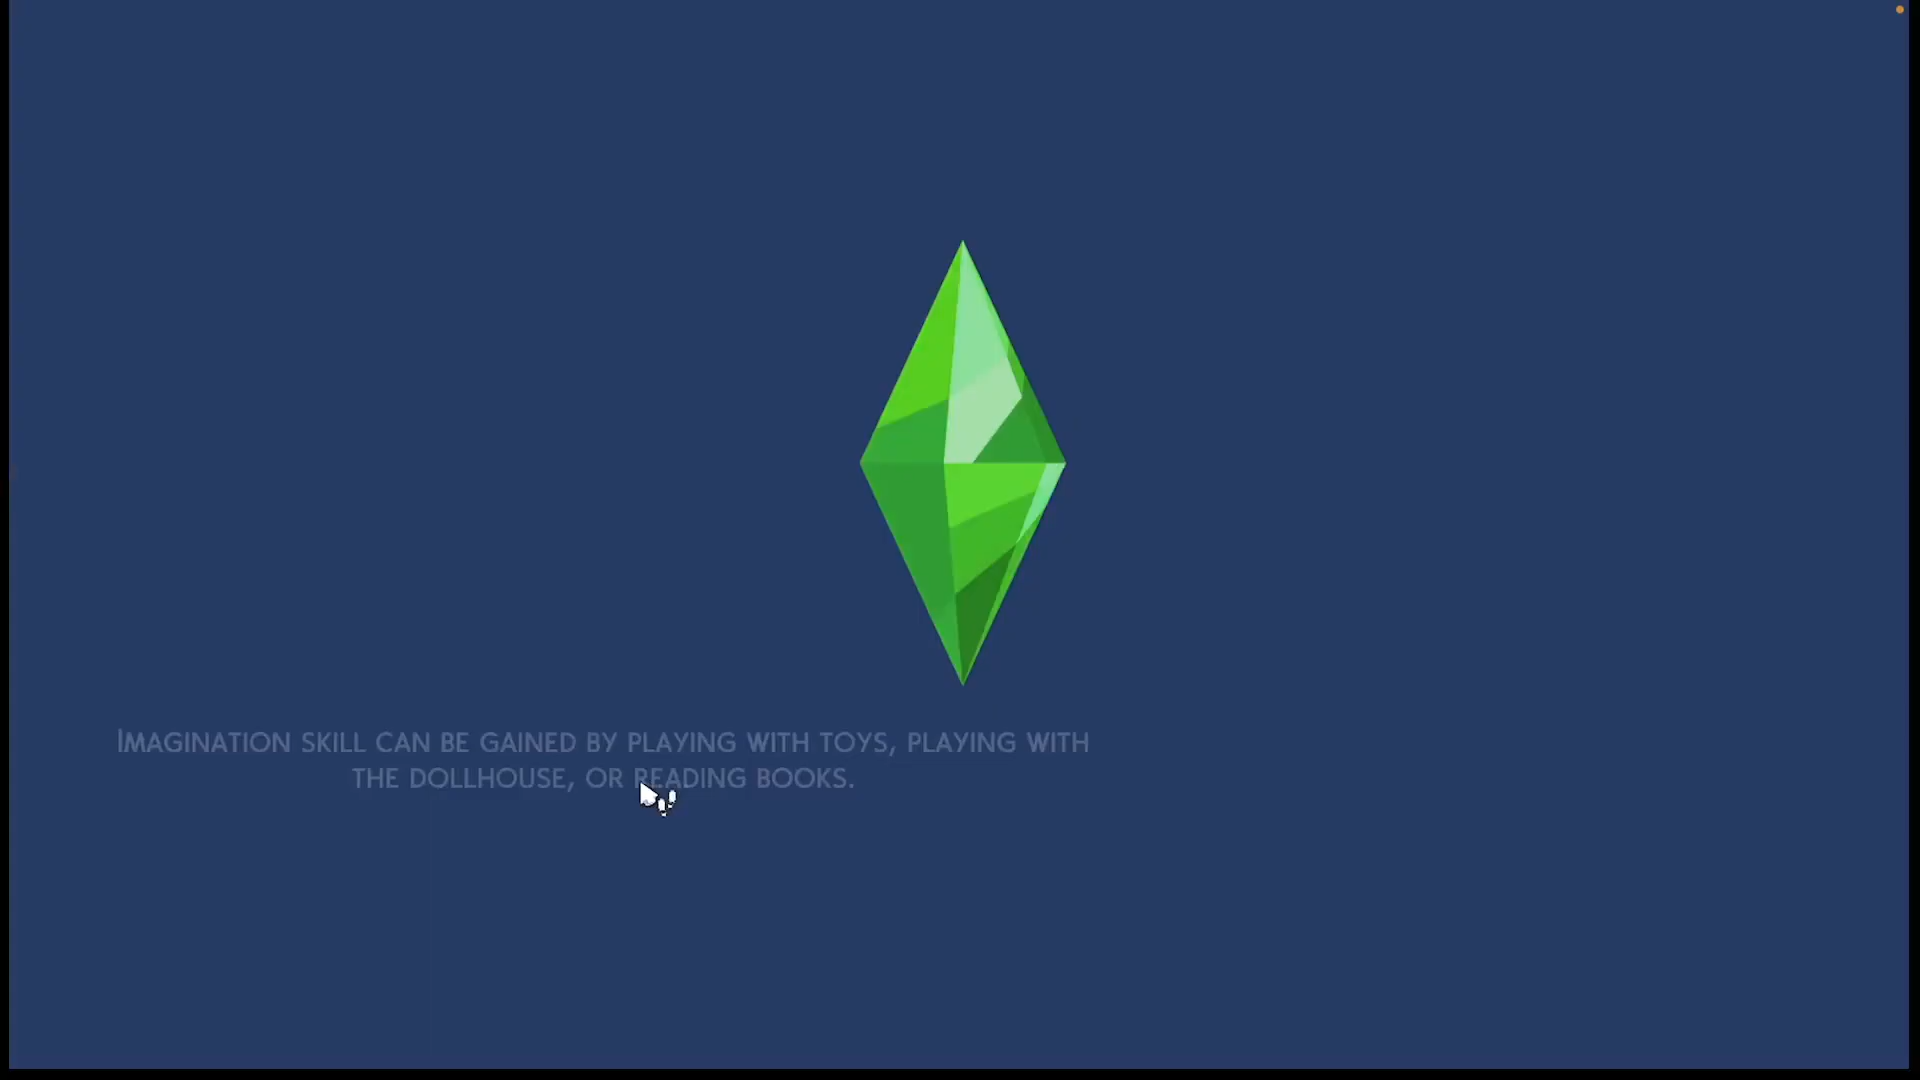 Imagination skill can be gained by playing with toys, playing with
the dollhouse, or reading books.